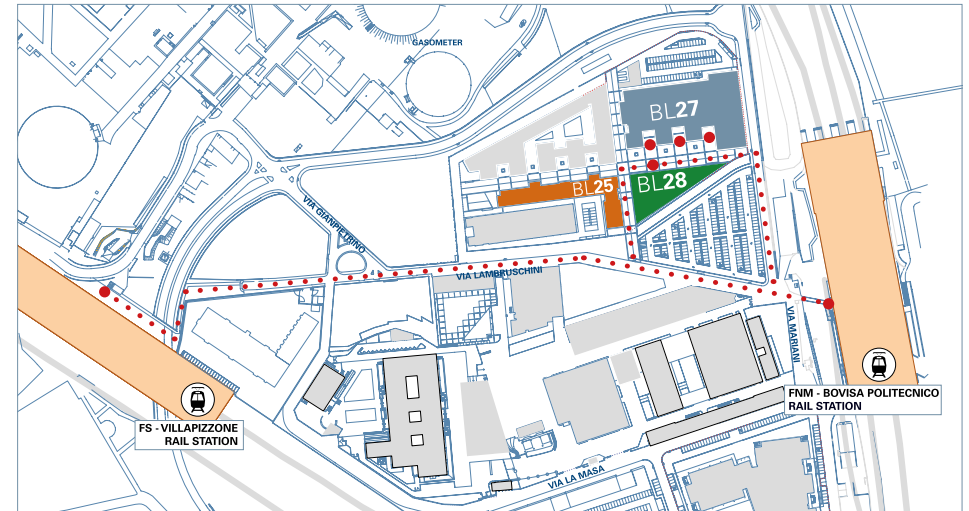 GASOMETER
BL27
BL25
BL28
VIA GIANPIETRINO
VIA LAMBRUSCHINI
VIA MARIANI
FNM - BOVISA POLITECNICO
RAIL STATION
FS - VILLAPIZZONE
RAIL STATION
VIA LA MASA